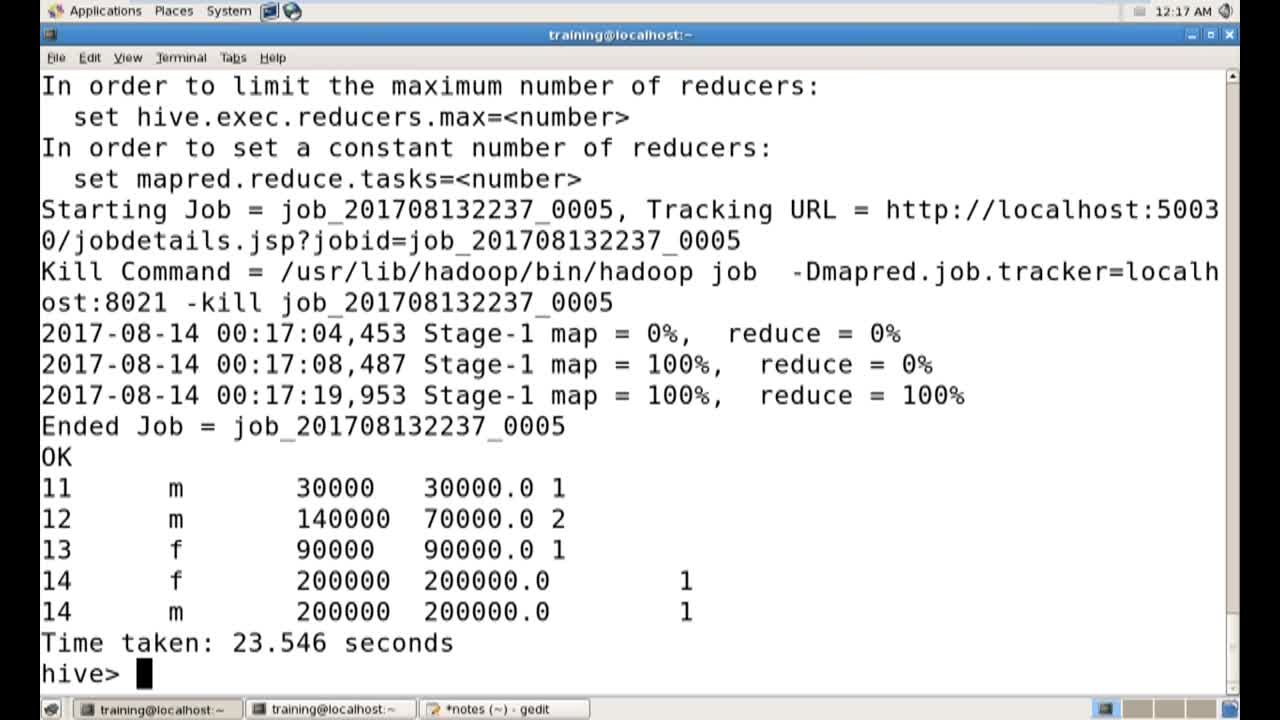 Applications Places System 12:17 AM
training@localhost:~
File Edit View Terminal Tabs Help
In order to limit the maximum number of reducers:
  set hive.exec.reducers.max=<number>
In order to set a constant number of reducers:
  set mapred.reduce.tasks=<number>
Starting Job = job_201708132237_0005, Tracking URL = http://localhost:5003
0/jobdetails.jsp?jobid=job_201708132237_0005
Kill Command = /usr/lib/hadoop/bin/hadoop job  -Dmapred.job.tracker=localh
ost:8021 -kill job_201708132237_0005
2017-08-14 00:17:04,453 Stage-1 map = 0%,  reduce = 0%
2017-08-14 00:17:08,487 Stage-1 map = 100%,  reduce = 0%
2017-08-14 00:17:19,953 Stage-1 map = 100%,  reduce = 100%
Ended Job = job_201708132237_0005
OK
11      m       30000   30000.0 1
12      m       140000  70000.0 2
13      f       90000   90000.0 1
14      f       200000  200000.0        1
14      m       200000  200000.0        1
Time taken: 23.546 seconds
hive>
training@localhost:~ training@localhost:~ *notes (~) - gedit